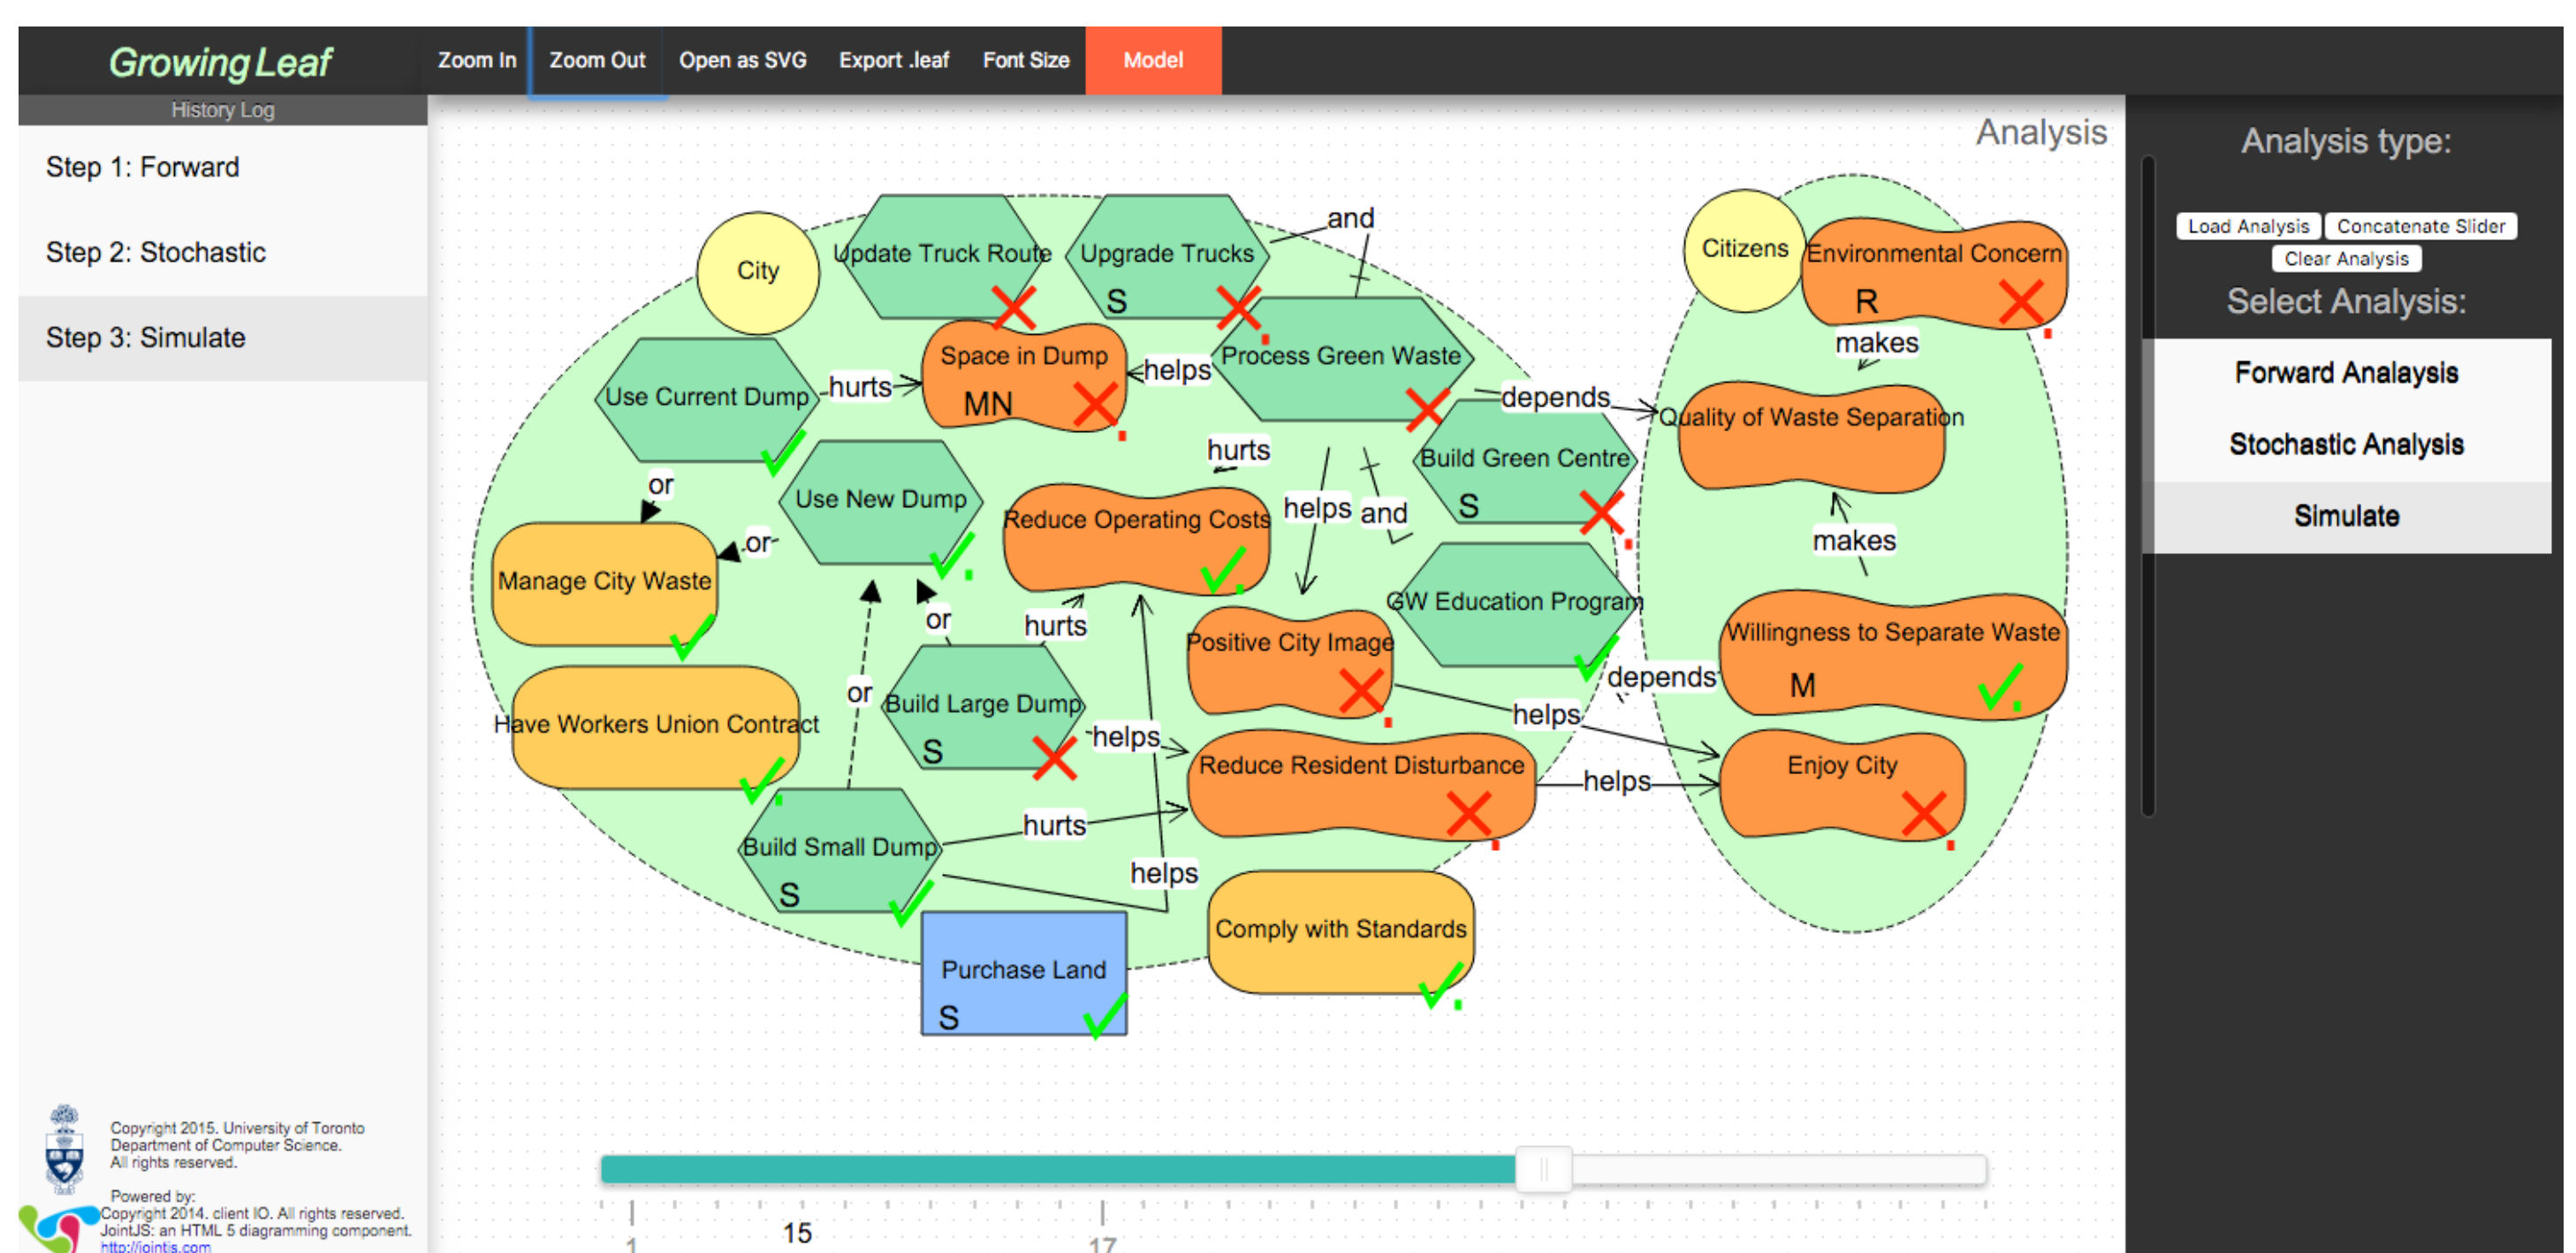 Growing Leaf
Zoom In
Zoom Out
Open as SVG
Export .leaf
Font Size
Model
History Log
Step 1: Forward
Step 2: Stochastic
Step 3: Simulate
Analysis
Analysis type:
Load Analysis
Concatenate Slider
Clear Analysis
Select Analysis:
Forward Analaysis
Stochastic Analysis
Simulate
City
Update Truck Route
Upgrade Trucks
S
and
Citizens
Environmental Concern
R
makes
Use Current Dump
hurts
Space in Dump
MN
helps
Process Green Waste
depends
Quality of Waste Separation
Build Green Centre
S
hurts
or
Use New Dump
Reduce Operating Costs
helps
and
makes
or
Manage City Waste
GW Education Program
or
hurts
Positive City Image
Willingness to Separate Waste
M
depends
or
Build Large Dump
S
Have Workers Union Contract
helps
helps
Reduce Resident Disturbance
helps
Enjoy City
hurts
Build Small Dump
S
helps
Comply with Standards
Purchase Land
S
15
1
17
Copyright 2015. University of Toronto
Department of Computer Science.
All rights reserved.
Powered by:
Copyright 2014. client IO. All rights reserved.
JointJS: an HTML 5 diagramming component.
http://jointjs.com